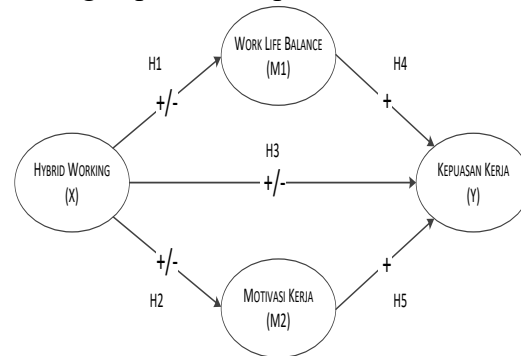 WORK LIFE BALANCE
(M1)
H1
H4
+/-
+
HYBRID WORKING
(X)
H3
+/-
KEPUASAN KERJA
(Y)
+/-
+
H2
MOTIVASI KERJA
(M2)
H5